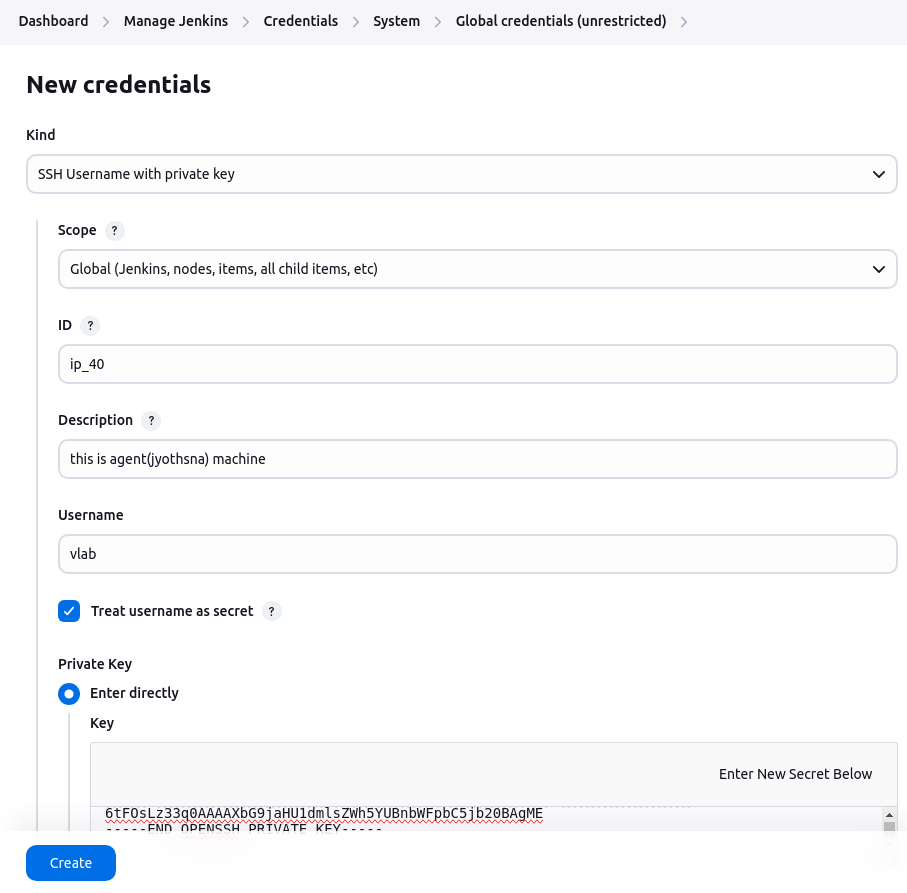 Dashboard > Manage Jenkins > Credentials > System > Global credentials (unrestricted) >
New credentials
Kind
SSH Username with private key
Scope ?
Global (Jenkins, nodes, items, all child items, etc)
ID ?
ip_40
Description ?
this is agent(jyothsna) machine
Username
vlab
Treat username as secret ?
Private Key
Enter directly
Key
Enter New Secret Below
6tFOsLz33q0AAAAXbG9jaHU1dmlsZWh5YUBnbWFpbC5jb20BAgME
-----END OPENSSH PRIVATE KEY-----
Create